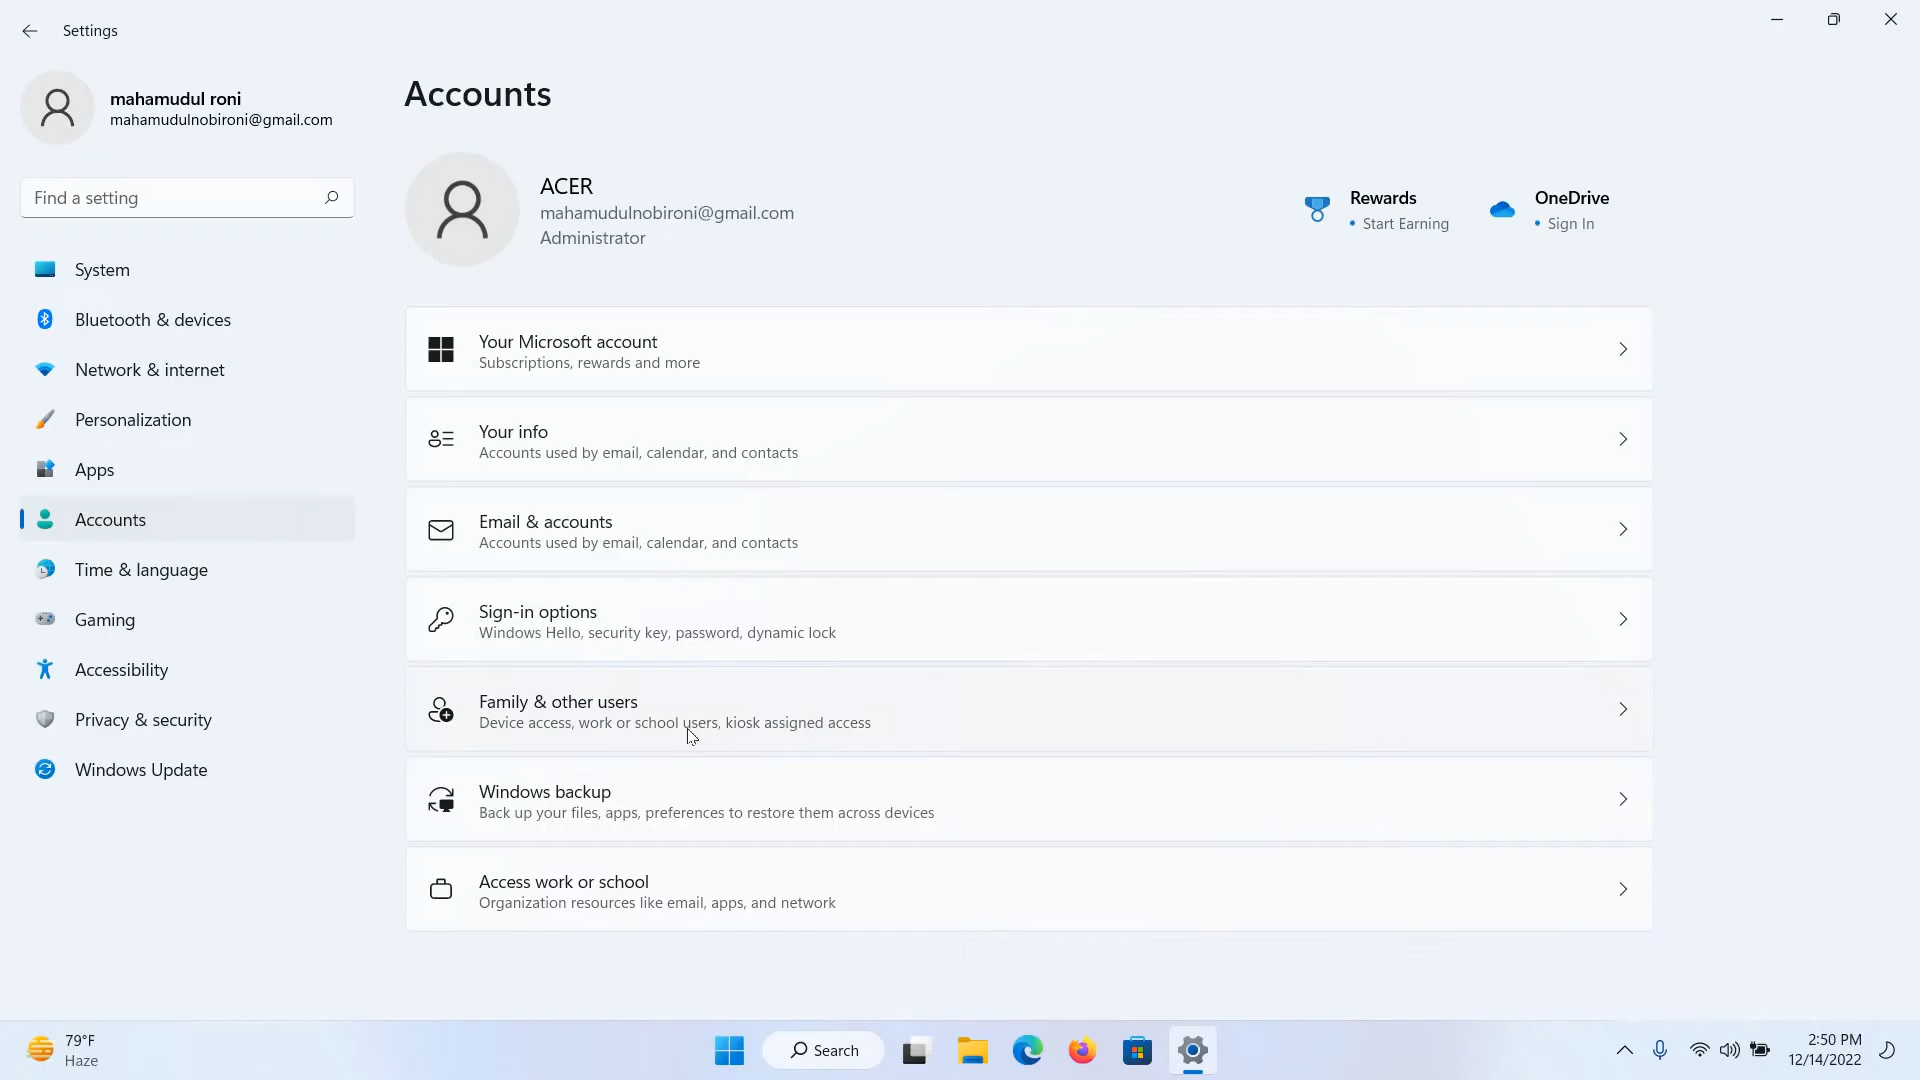 Settings
mahamudul roni
mahamudulnobironi@gmail.com
Find a setting
System
Bluetooth & devices
Network & internet
Personalization
Apps
Accounts
Time & language
Gaming
Accessibility
Privacy & security
Windows Update
Accounts
ACER
mahamudulnobironi@gmail.com
Administrator
Rewards
• Start Earning
OneDrive
• Sign In
Your Microsoft account
Subscriptions, rewards and more
Your info
Accounts used by email, calendar, and contacts
Email & accounts
Accounts used by email, calendar, and contacts
Sign-in options
Windows Hello, security key, password, dynamic lock
Family & other users
Device access, work or school users, kiosk assigned access
Windows backup
Back up your files, apps, preferences to restore them across devices
Access work or school
Organization resources like email, apps, and network
79°F
Haze
Search
2:50 PM
12/14/2022